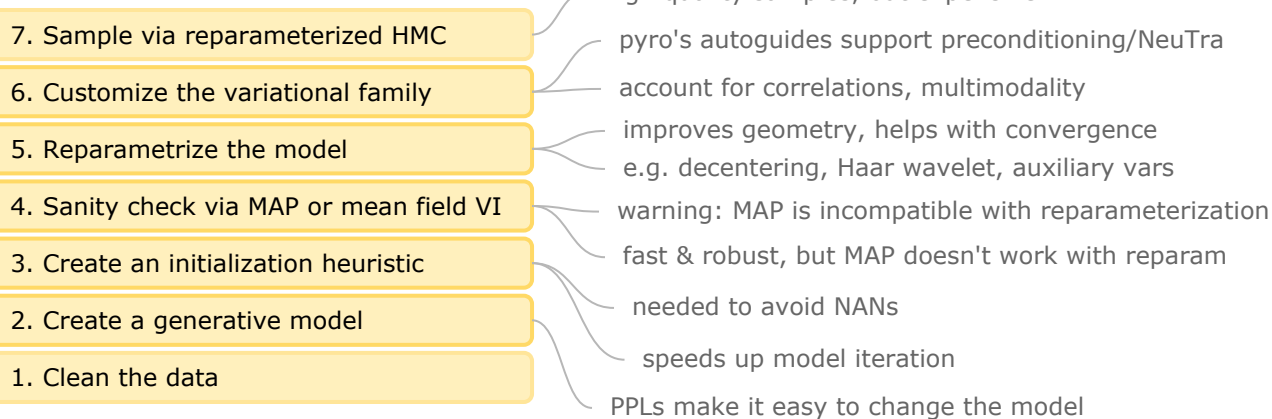 7. Sample via reparameterized HMC
pyro's autoguides support preconditioning/NeuTra
6. Customize the variational family
account for correlations, multimodality
improves geometry, helps with convergence
5. Reparametrize the model
e.g. decentering, Haar wavelet, auxiliary vars
4. Sanity check via MAP or mean field VI
warning: MAP is incompatible with reparameterization
fast & robust, but MAP doesn't work with reparam
3. Create an initialization heuristic
needed to avoid NANs
2. Create a generative model
speeds up model iteration
1. Clean the data
PPLs make it easy to change the model